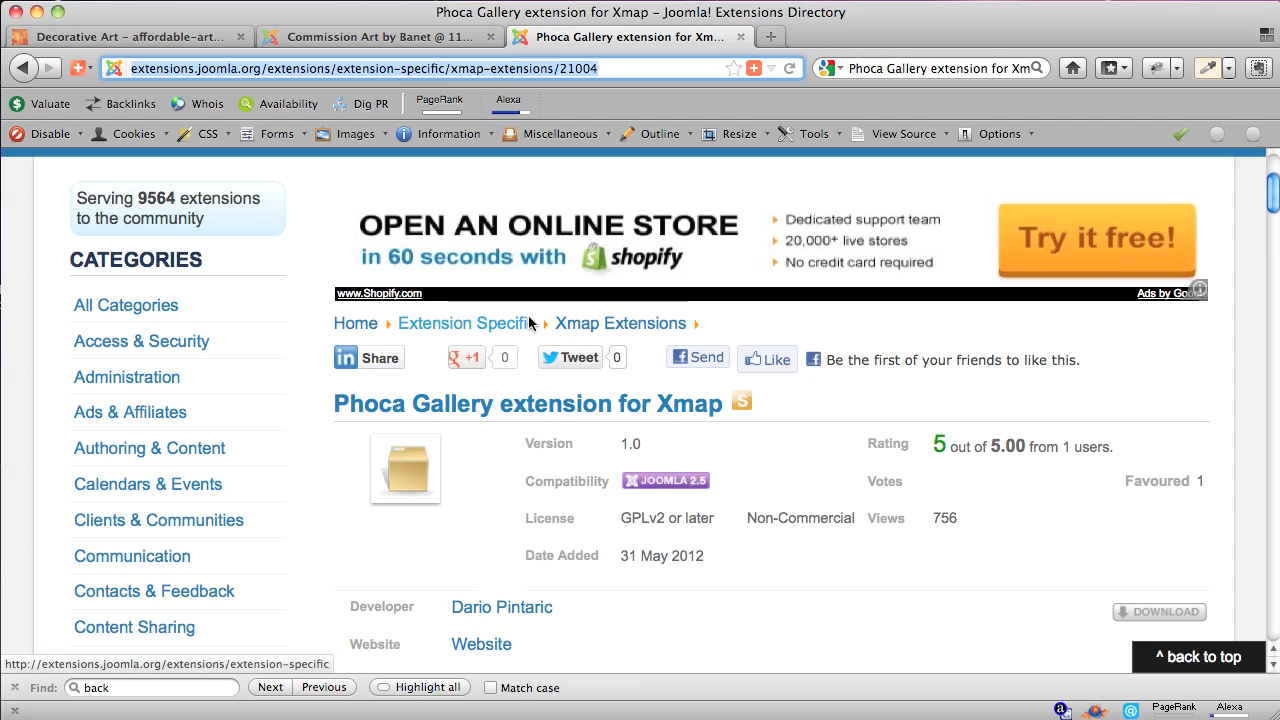 Phoca Gallery extension for Xmap – Joomla! Extensions Directory
Decorative Art – affordable-art...
Commission Art by Banet @ 11...
Phoca Gallery extension for Xm...
extensions.joomla.org/extensions/extension-specific/xmap-extensions/21004
Phoca Gallery extension for Xm
Valuate Backlinks Whois Availability Dig PR PageRank Alexa
Disable Cookies CSS Forms Images Information Miscellaneous Outline Resize Tools View Source Options
Serving 9564 extensions
to the community
CATEGORIES
All Categories
Access & Security
Administration
Ads & Affiliates
Authoring & Content
Calendars & Events
Clients & Communities
Communication
Contacts & Feedback
Content Sharing
OPEN AN ONLINE STORE
in 60 seconds with shopify
Dedicated support team
20,000+ live stores
No credit card required
Try it free!
www.Shopify.com
Ads by Goo
Home Extension Specifi Xmap Extensions
in Share g +1 0 Tweet 0 Send Like Be the first of your friends to like this.
Phoca Gallery extension for Xmap S
Version 1.0
Rating 5 out of 5.00 from 1 users.
Compatibility JOOMLA 2.5
Votes Favoured 1
License GPLv2 or later Non-Commercial
Views 756
Date Added 31 May 2012
Developer Dario Pintaric
DOWNLOAD
Website Website
^ back to top
http://extensions.joomla.org/extensions/extension-specific
Find: back Next Previous Highlight all Match case
a @ PageRank Alexa